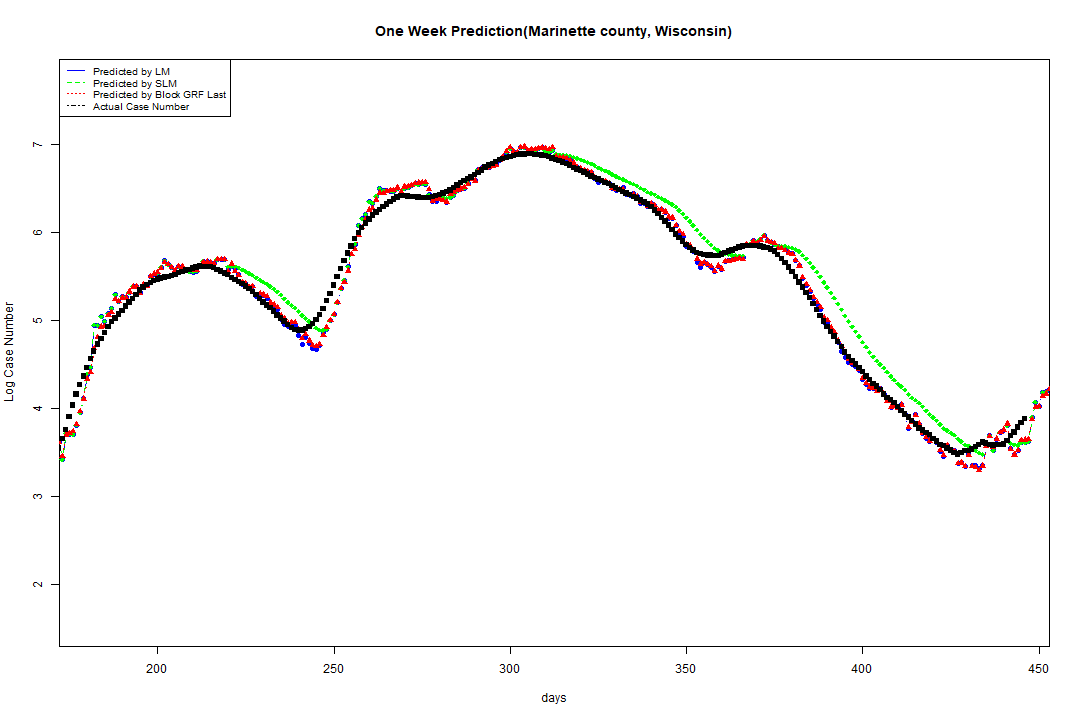 One Week Prediction(Marinette county, Wisconsin)
Predicted by LM
Predicted by SLM
Predicted by Block GRF Last
Actual Case Number
7
6
5
4
3
2
Log Case Number
200 250 300 350 400 450
days